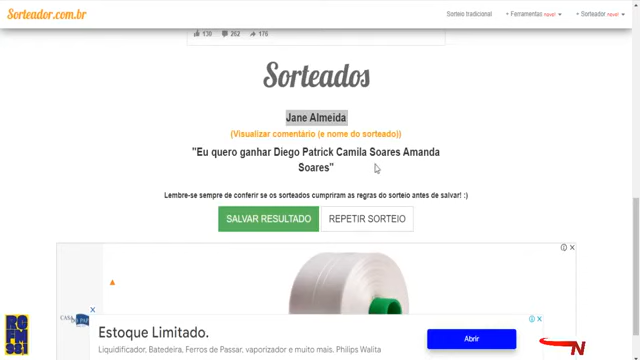 Sorteador.com.br
Sorteio tradicional
+ Ferramentas novo!
+ Sorteador novo!
130 262 176
Sorteados
Jane Almeida
(Visualizar comentário (e nome do sorteado))
"Eu quero ganhar Diego Patrick Camila Soares Amanda
Soares"
Lembre-se sempre de conferir se os sorteados cumpriram as regras do sorteio antes de salvar! :)
SALVAR RESULTADO
REPETIR SORTEIO
Estoque Limitado.
Liquidificador, Batedeira, Ferros de Passar, vaporizador e muito mais. Philips Walita
Abrir
N